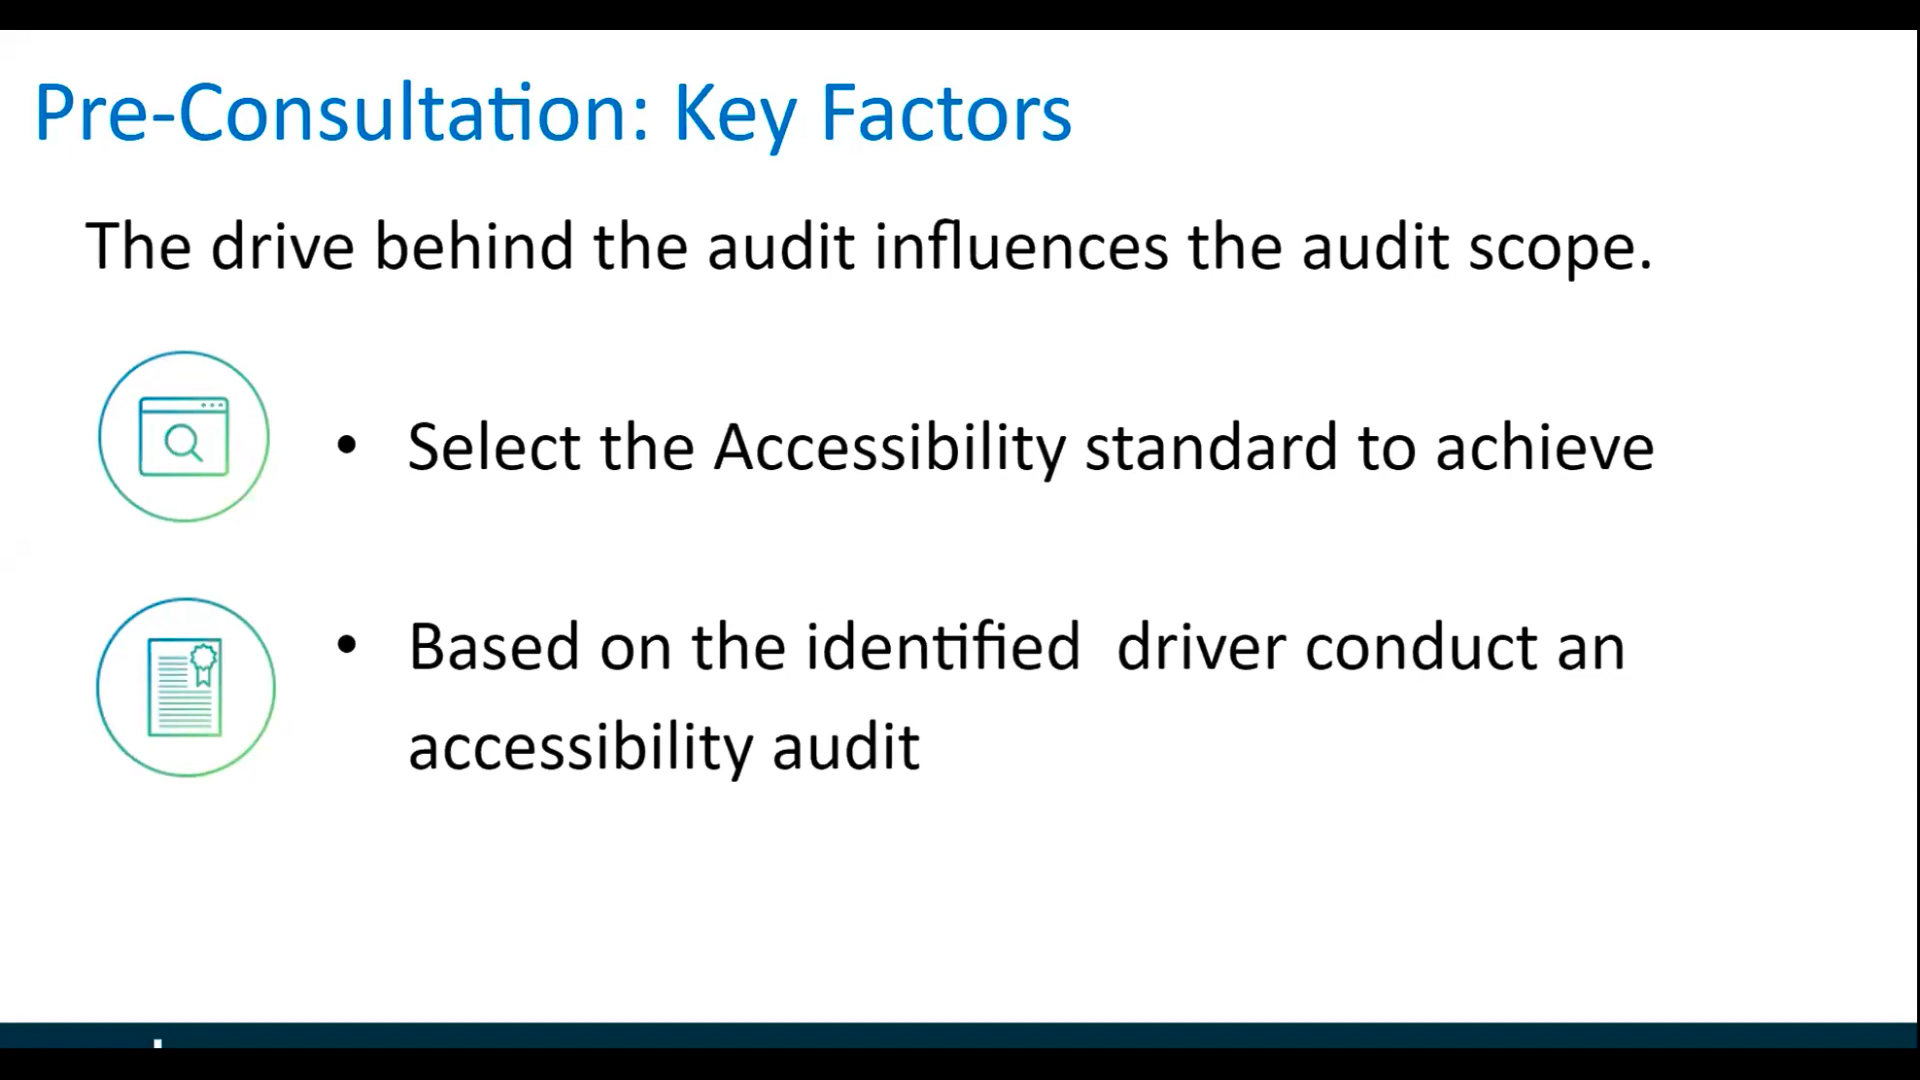 Pre-Consultation: Key Factors
The drive behind the audit influences the audit scope.
• Select the Accessibility standard to achieve
• Based on the identified  driver conduct an
accessibility audit